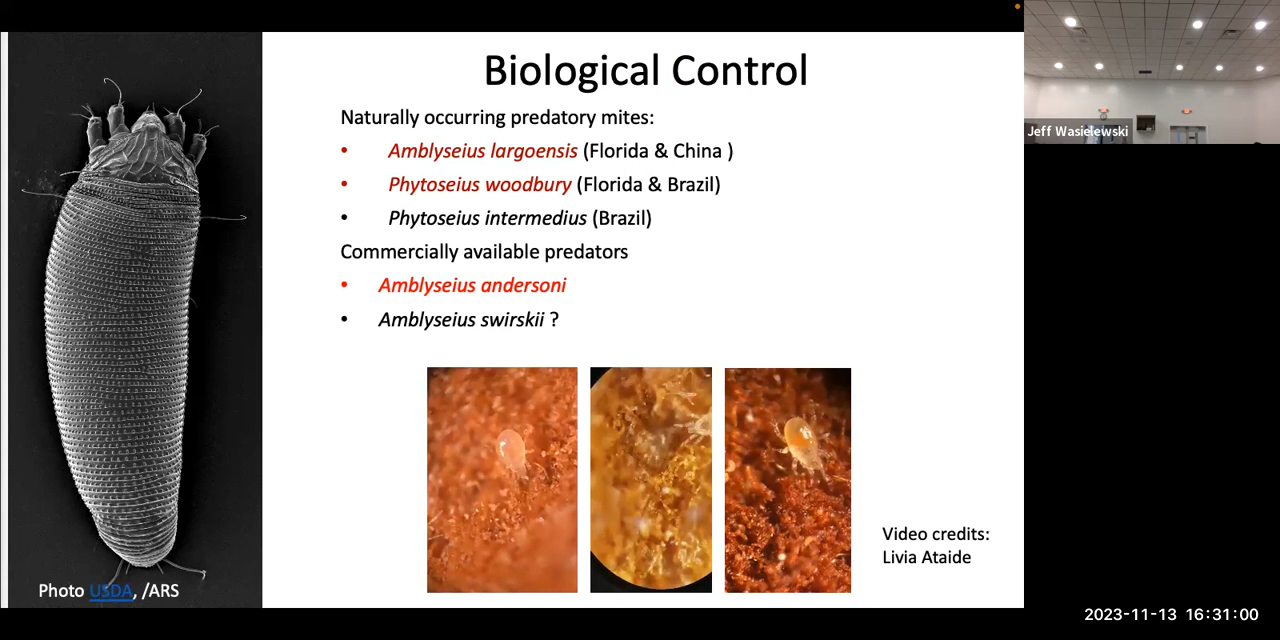 Biological Control
Naturally occurring predatory mites:
• Amblyseius largoensis (Florida & China )
• Phytoseius woodbury (Florida & Brazil)
• Phytoseius intermedius (Brazil)
Commercially available predators
• Amblyseius andersoni
• Amblyseius swirskii ?
Video credits:
Livia Ataide
Photo USDA, /ARS
Jeff Wasielewski
2023-11-13 16:31:00